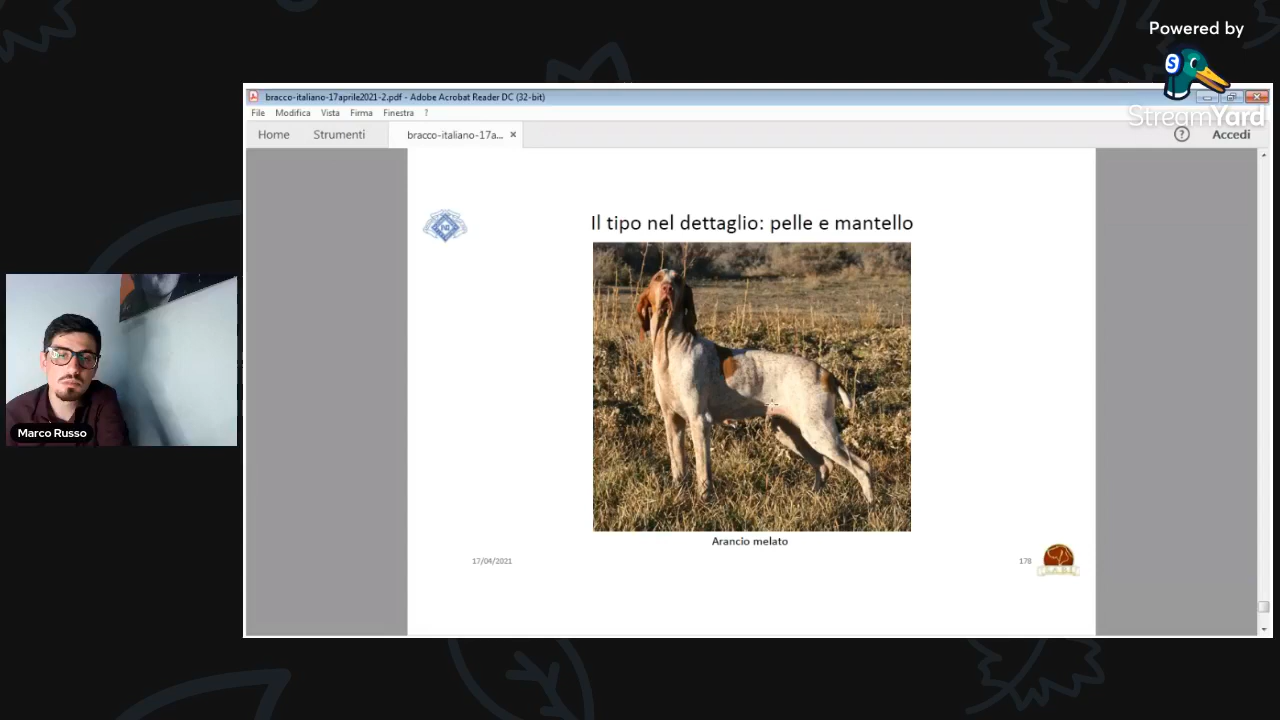 Powered by
StreamYard
bracco-italiano-17aprile2021-2.pdf - Adobe Acrobat Reader DC (32-bit)
File Modifica Vista Firma Finestra ?
Home Strumenti bracco-italiano-17a... × ? Accedi
Il tipo nel dettaglio: pelle e mantello
Marco Russo
Arancio melato
17/04/2021 178